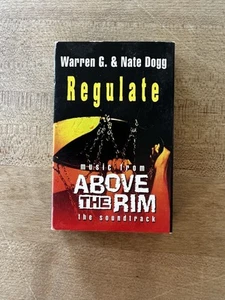 Warren G. & Nate Dogg
Regulate
music from
ABOVE
THE RIM
the soundtrack